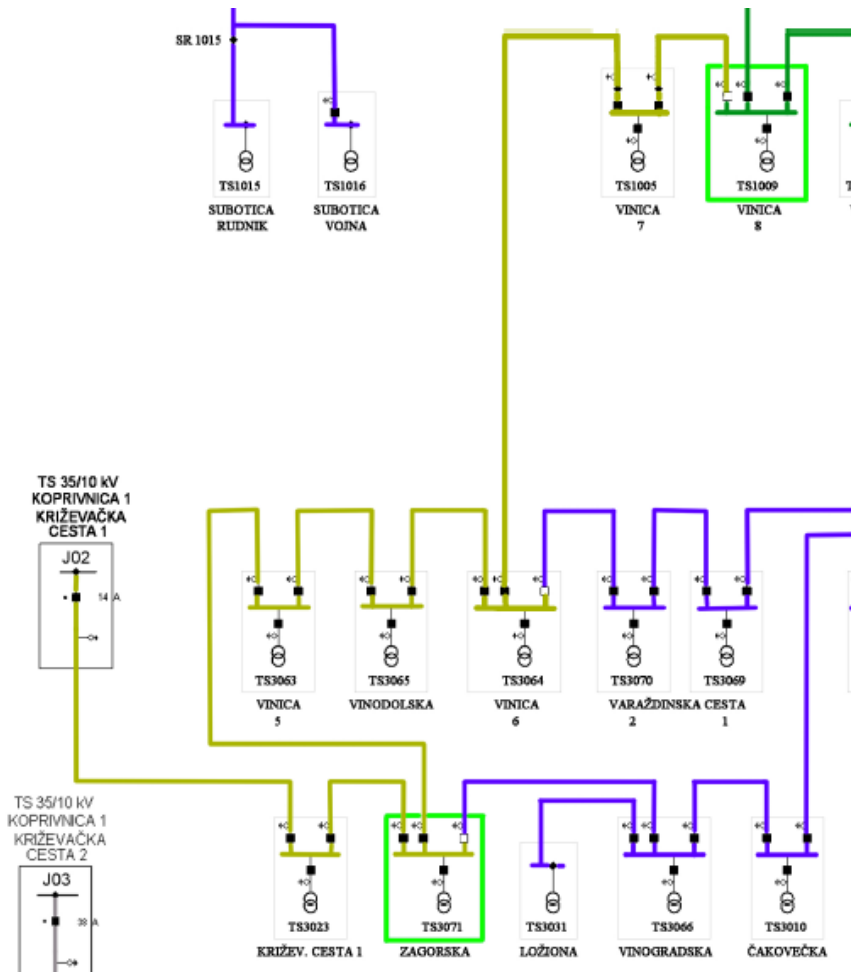 SR 1015
TS1015
TS1016
TS1005
TS1009
SUBOTICA
RUDNIK
SUBOTICA
VOJNA
VINICA
7
VINICA
8
TS 35/10 kV
KOPRIVNICA 1
KRIŽEVAČKA
CESTA 1
J02
14 A
TS3063
TS3065
TS3064
TS3070
TS3069
VINICA
5
VINODOLSKA
VINICA
6
VARAŽDINSKA CESTA
2 1
TS 35/10 kV
KOPRIVNICA 1
KRIŽEVAČKA
CESTA 2
J03
38 A
TS3023
TS3071
TS3031
TS3066
TS3010
KRIŽEV. CESTA 1
ZAGORSKA
LOŽIONA
VINOGRADSKA
ČAKOVEČKA